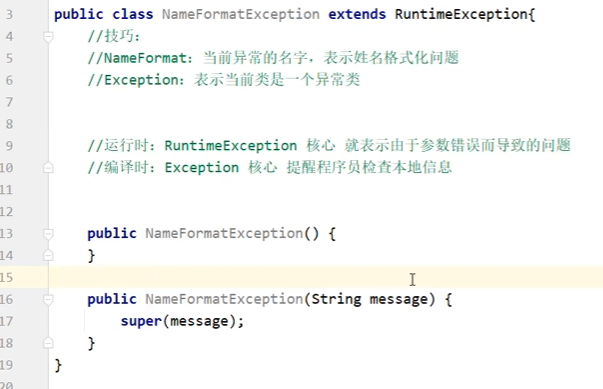 3 public class NameFormatException extends RuntimeException{
4 //技巧：
5 //NameFormat：当前异常的名字，表示姓名格式化问题
6 //Exception：表示当前类是一个异常类
7
8
9 //运行时：RuntimeException 核心 就表示由于参数错误而导致的问题
10 //编译时：Exception 核心 提醒程序员检查本地信息
11
12
13 public NameFormatException() {
14 }
15
16 public NameFormatException(String message) {
17 super(message);
18 }
19 }
20